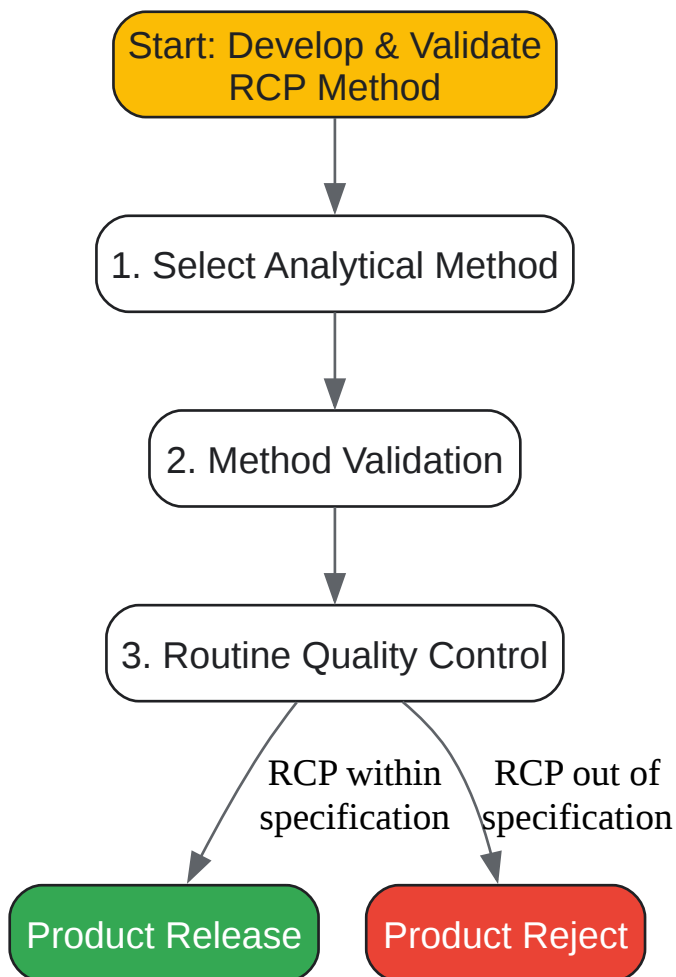 Start: Develop & Validate
RCP Method
1. Select Analytical Method
2. Method Validation
3. Routine Quality Control
RCP within
specification
RCP out of
specification
Product Release
Product Reject